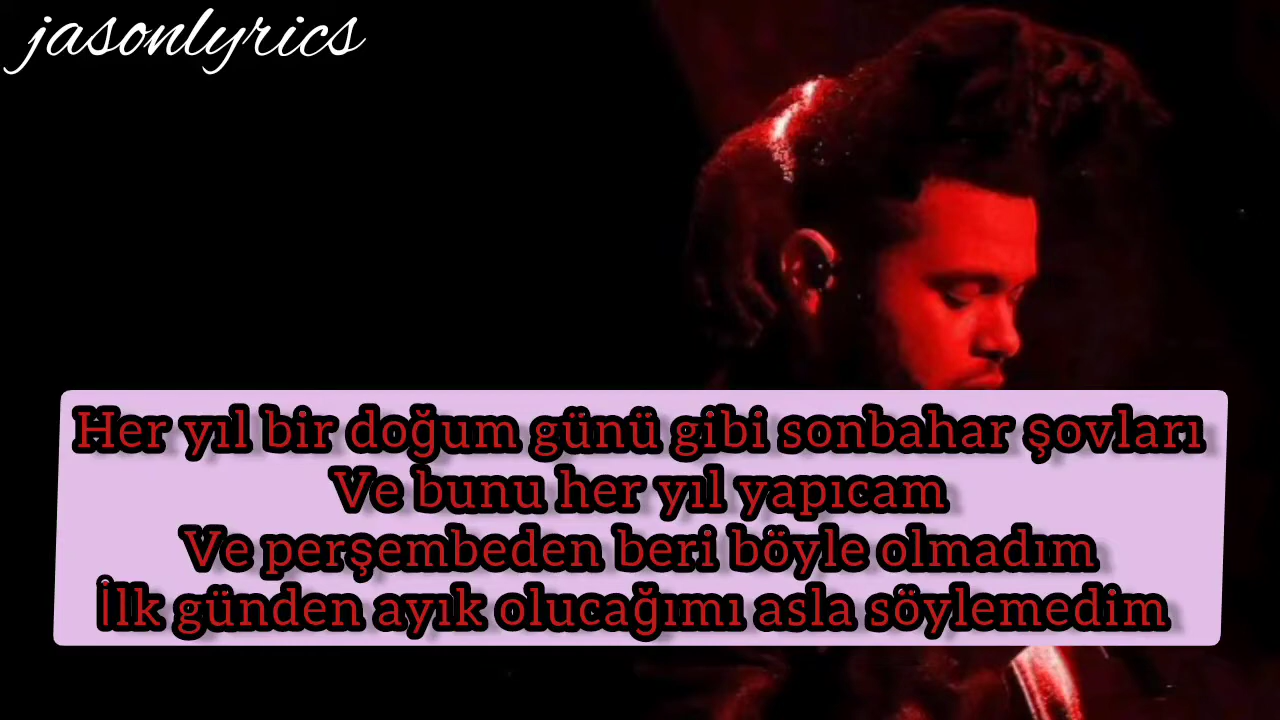 jasonlyrics
Her yıl bir doğum günü gibi sonbahar şovları
Ve bunu her yıl yapıcam
Ve perşembeden beri böyle olmadım
İlk günden ayık olucağımı asla söylemedim